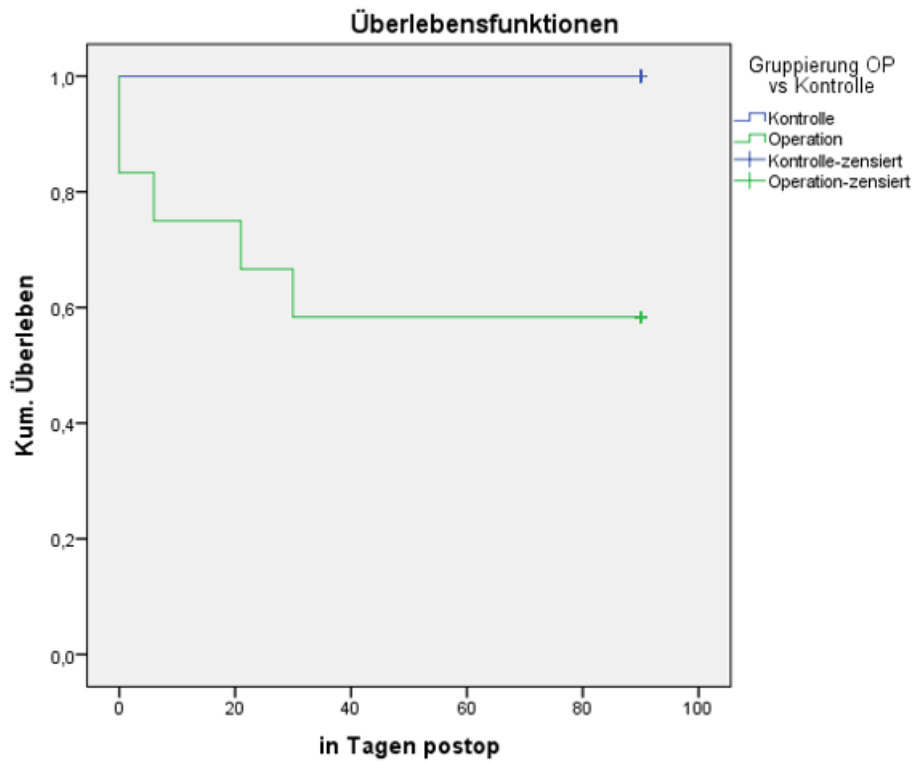 Überlebensfunktionen
Gruppierung OP
vs Kontrolle
Kontrolle
Operation
Kontrolle-zensiert
Operation-zensiert
Kum. Überleben
1,0
0,8
0,6
0,4
0,2
0,0
0 20 40 60 80 100
in Tagen postop